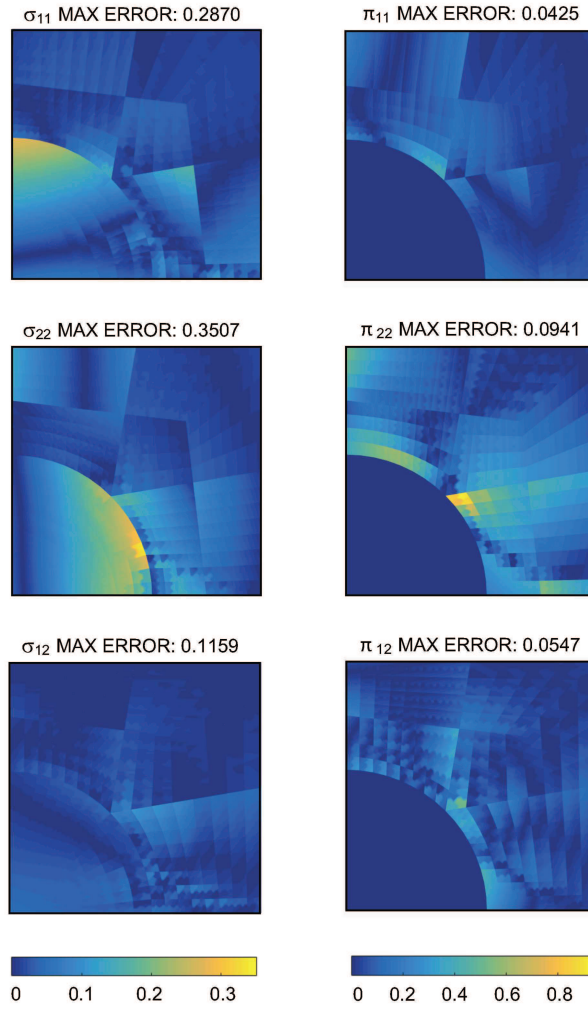 σ11 MAX ERROR: 0.2870
π11 MAX ERROR: 0.0425
σ22 MAX ERROR: 0.3507
π 22 MAX ERROR: 0.0941
σ12 MAX ERROR: 0.1159
π 12 MAX ERROR: 0.0547
0 0.1 0.2 0.3
0 0.2 0.4 0.6 0.8